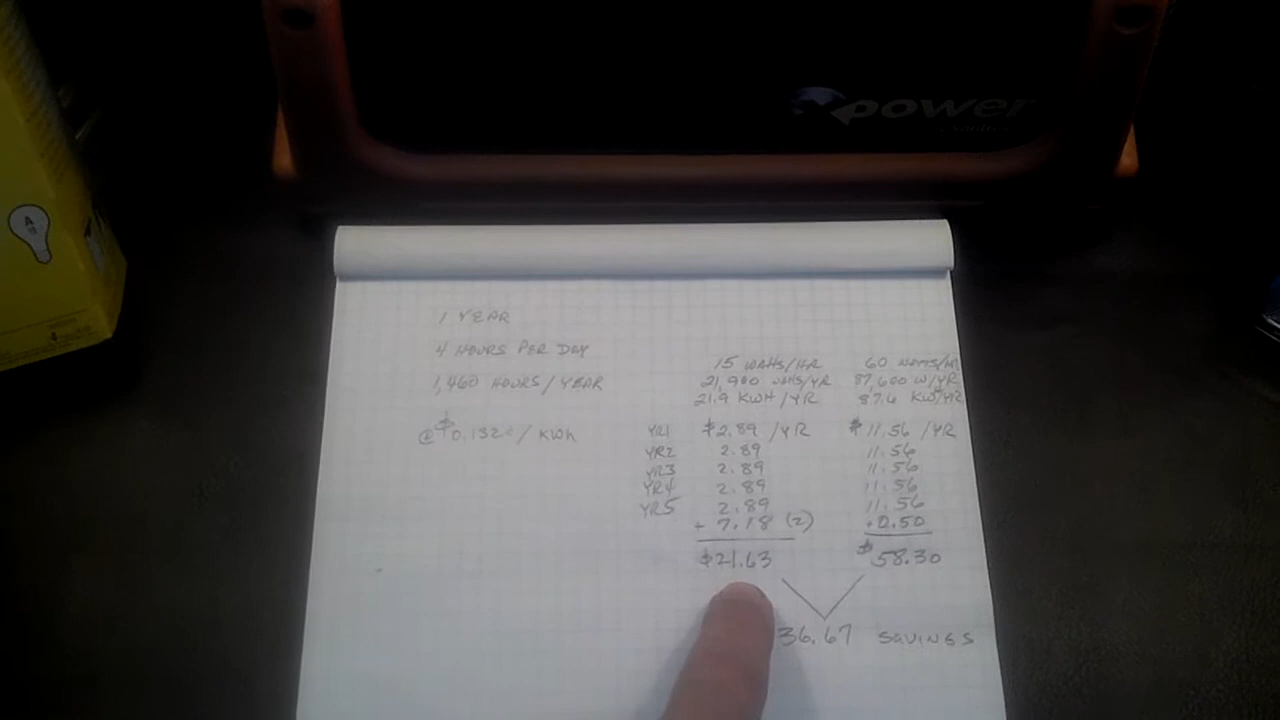 power
1 YEAR
4 HOURS PER DAY
1,460 HOURS / YEAR
@ $0.1320 / KWh
15 WATTS/HR
21,900 WATTS/YR
21.9 KWH / YR
60 WATTS/HR
87,600 W/YR
87.6 KW/YR
YR1 $2.89 /YR $11.56 /YR
YR2 2.89 11.56
YR3 2.89 11.56
YR4 2.89 11.56
YR5 2.89 11.56
+ 7.18 (2) +0.50
$21.63 $58.30
36.67 SAVINGS